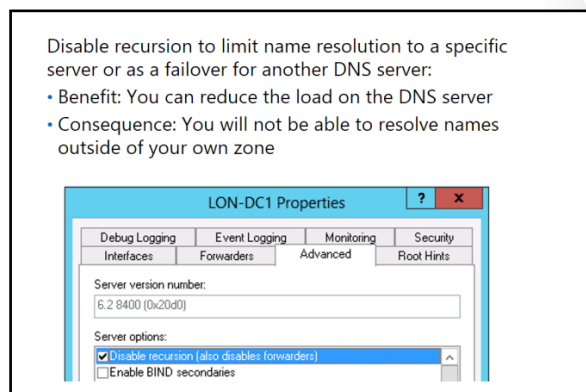 Disable recursion to limit name resolution to a specific
server or as a failover for another DNS server:
• Benefit: You can reduce the load on the DNS server
• Consequence: You will not be able to resolve names
outside of your own zone
LON-DC1 Properties ? x
Debug Logging Event Logging Monitoring Security
Interfaces Forwarders Advanced Root Hints
Server version number:
6.2 8400 (0x20d0)
Server options:
Disable recursion (also disables forwarders)
Enable BIND secondaries